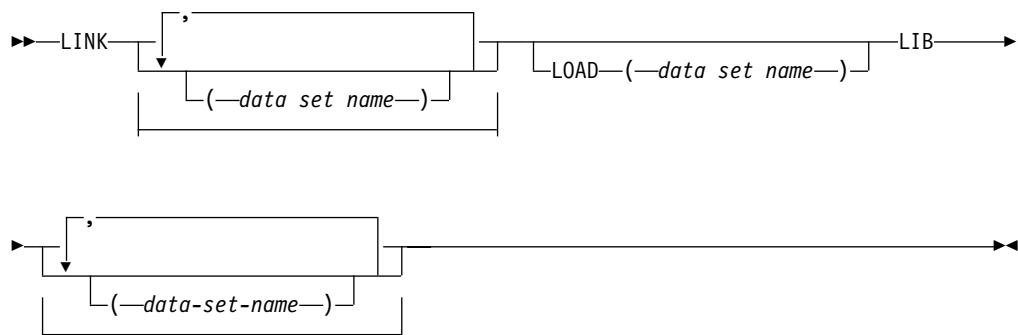 ,
LINK LIB
LOAD ( data set name )
( data set name )
,
( data-set-name )